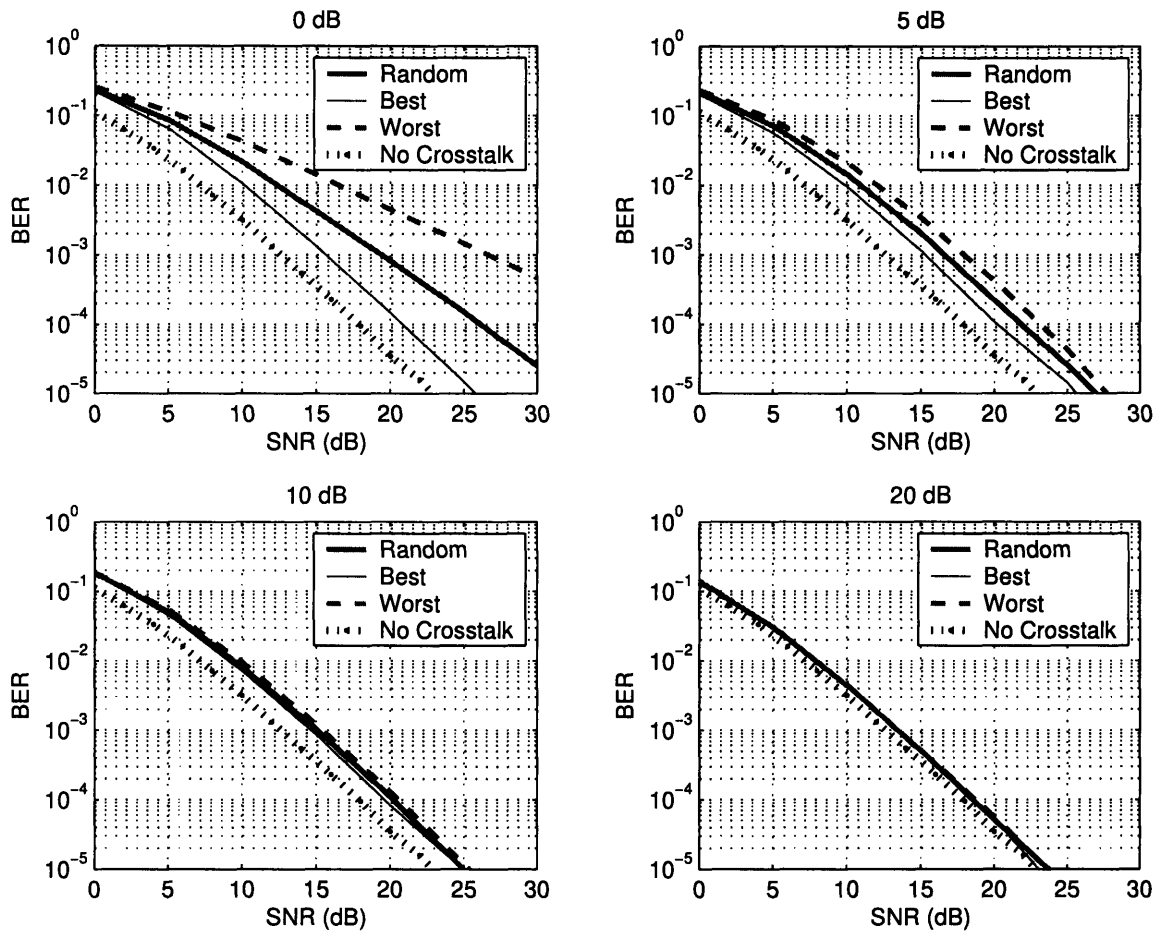 0 dB
10^0
10^-1
10^-2
10^-3
10^-4
10^-5
BER
0 5 10 15 20 25 30
SNR (dB)
Random
Best
Worst
No Crosstalk
5 dB
10^0
10^-1
10^-2
10^-3
10^-4
10^-5
BER
0 5 10 15 20 25 30
SNR (dB)
Random
Best
Worst
No Crosstalk
10 dB
10^0
10^-1
10^-2
10^-3
10^-4
10^-5
BER
0 5 10 15 20 25 30
SNR (dB)
Random
Best
Worst
No Crosstalk
20 dB
10^0
10^-1
10^-2
10^-3
10^-4
10^-5
BER
0 5 10 15 20 25 30
SNR (dB)
Random
Best
Worst
No Crosstalk